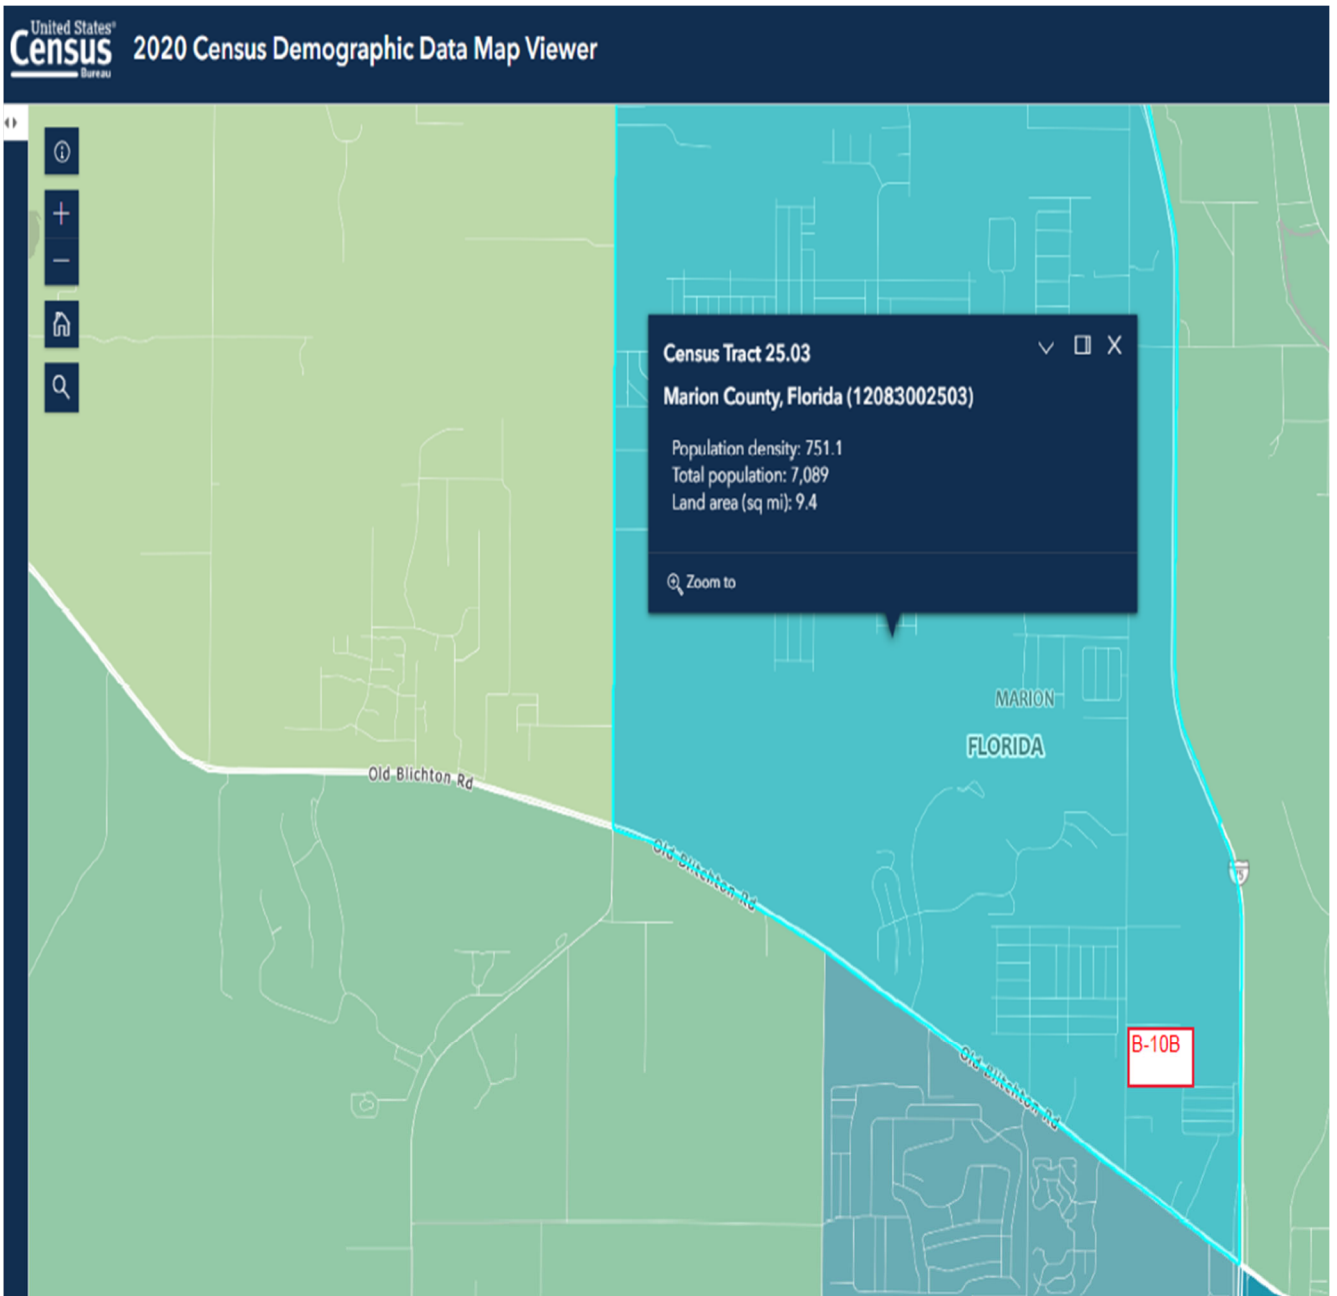 United States®
Census
Bureau
2020 Census Demographic Data Map Viewer
Census Tract 25.03
Marion County, Florida (12083002503)
Population density: 751.1
Total population: 7,089
Land area (sq mi): 9.4
Zoom to
MARION
FLORIDA
Old Blichton Rd
Old Blitchton Rd
Old Blitchton Rd
B-10B